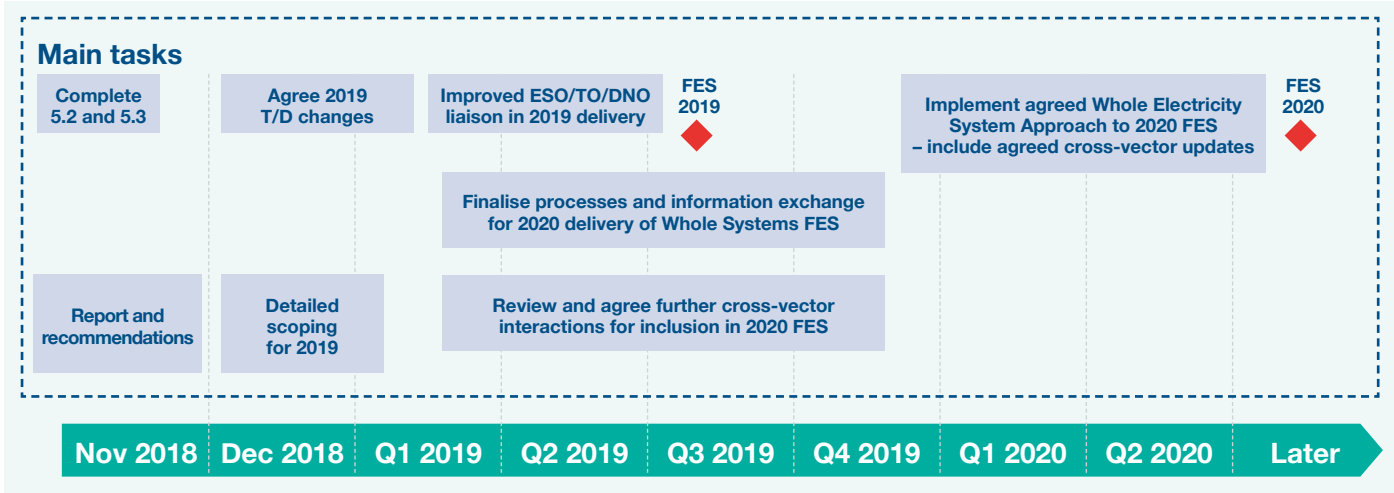 Main tasks
Complete
5.2 and 5.3
Agree 2019
T/D changes
Improved ESO/TO/DNO
liaison in 2019 delivery
FES
2019
Implement agreed Whole Electricity
System Approach to 2020 FES
– include agreed cross-vector updates
FES
2020
Finalise processes and information exchange
for 2020 delivery of Whole Systems FES
Report and
recommendations
Detailed
scoping
for 2019
Review and agree further cross-vector
interactions for inclusion in 2020 FES
Nov 2018
Dec 2018
Q1 2019
Q2 2019
Q3 2019
Q4 2019
Q1 2020
Q2 2020
Later